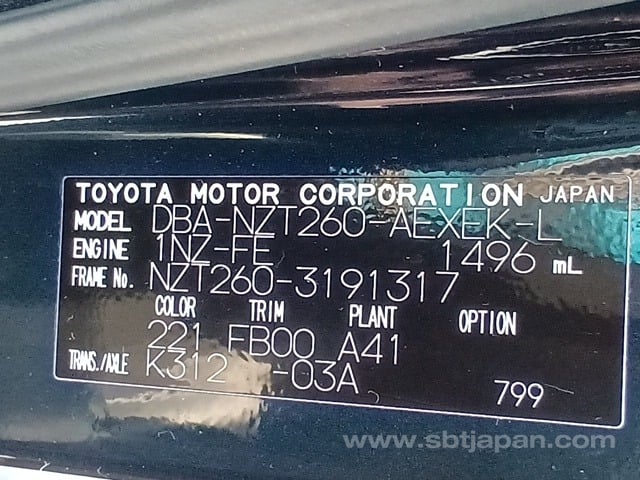 TOYOTA MOTOR CORPORATION JAPAN
MODEL DBA-NZT260-AEXEK-L
ENGINE 1NZ-FE 1496 mL
FRAME No. NZT260-3191317
COLOR TRIM PLANT OPTION
221 FB00 A41
TRANS./AXLE K312 -03A
799
www.sbtjapan.com